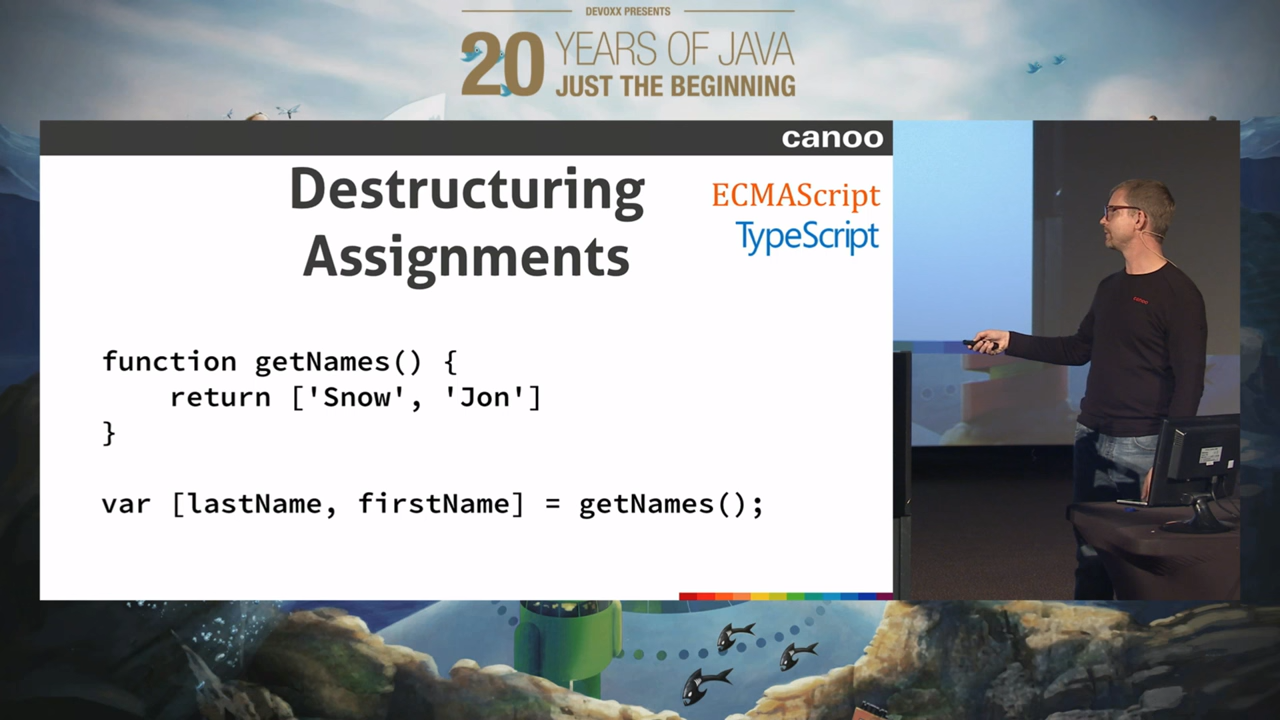 DEVOXX PRESENTS
20 YEARS OF JAVA
JUST THE BEGINNING
canoo
Destructuring
Assignments
ECMAScript
TypeScript
function getNames() {
    return ['Snow', 'Jon']
}
var [lastName, firstName] = getNames();